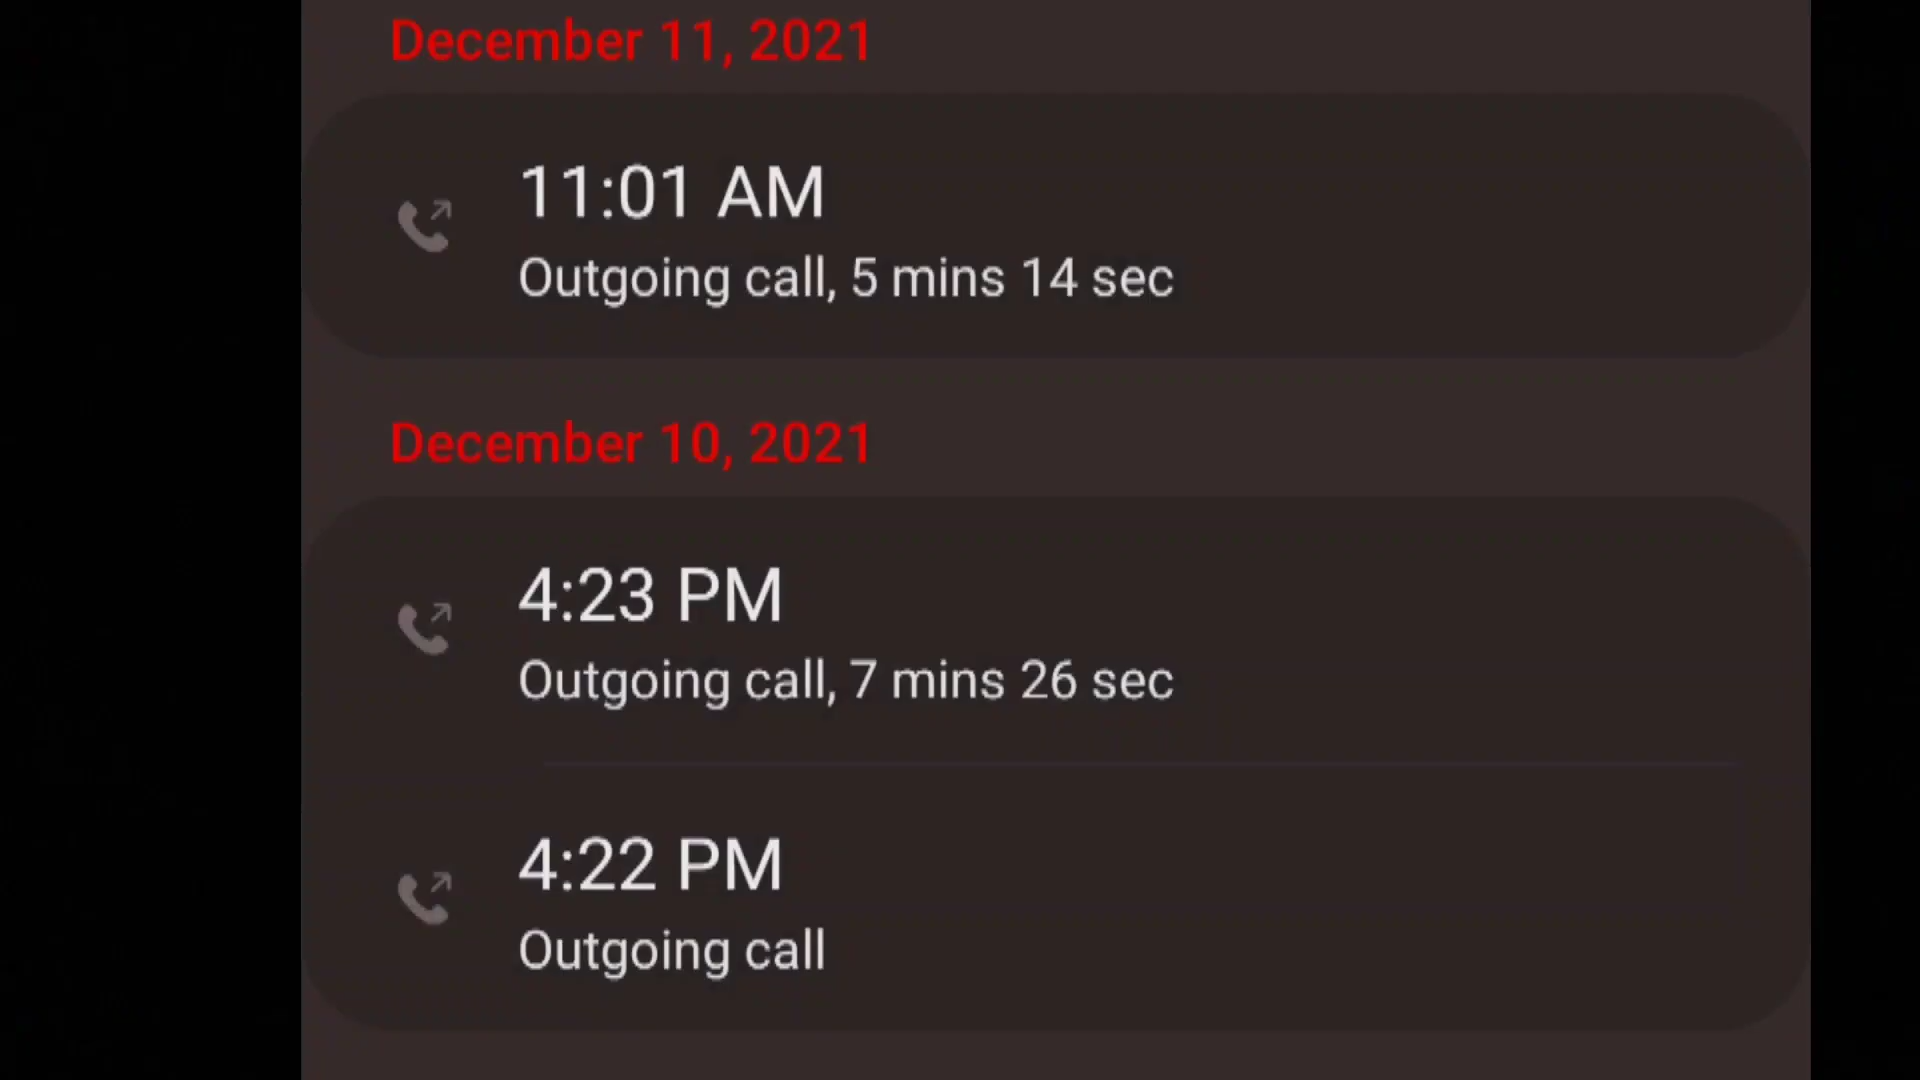 December 11, 2021
11:01 AM
Outgoing call, 5 mins 14 sec
December 10, 2021
4:23 PM
Outgoing call, 7 mins 26 sec
4:22 PM
Outgoing call